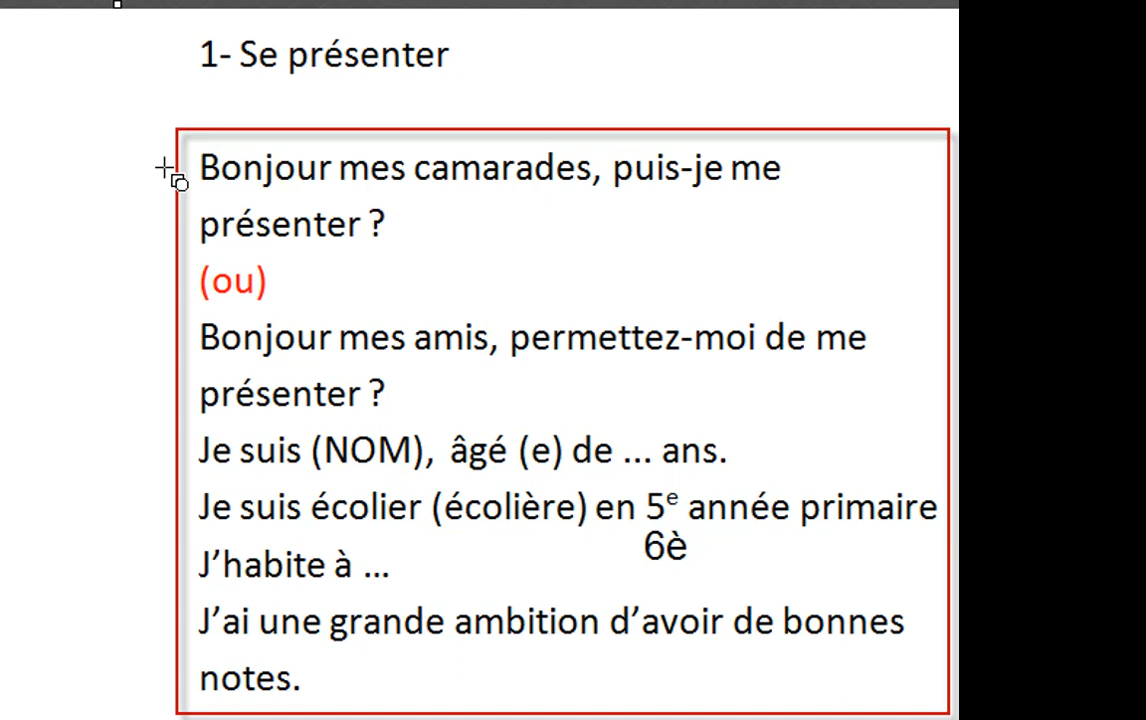 1- Se présenter
Bonjour mes camarades, puis-je me
présenter ?
(ou)
Bonjour mes amis, permettez-moi de me
présenter ?
Je suis (NOM), âgé (e) de ... ans.
Je suis écolier (écolière) en 5e année primaire
6è
J’habite à ...
J’ai une grande ambition d’avoir de bonnes
notes.